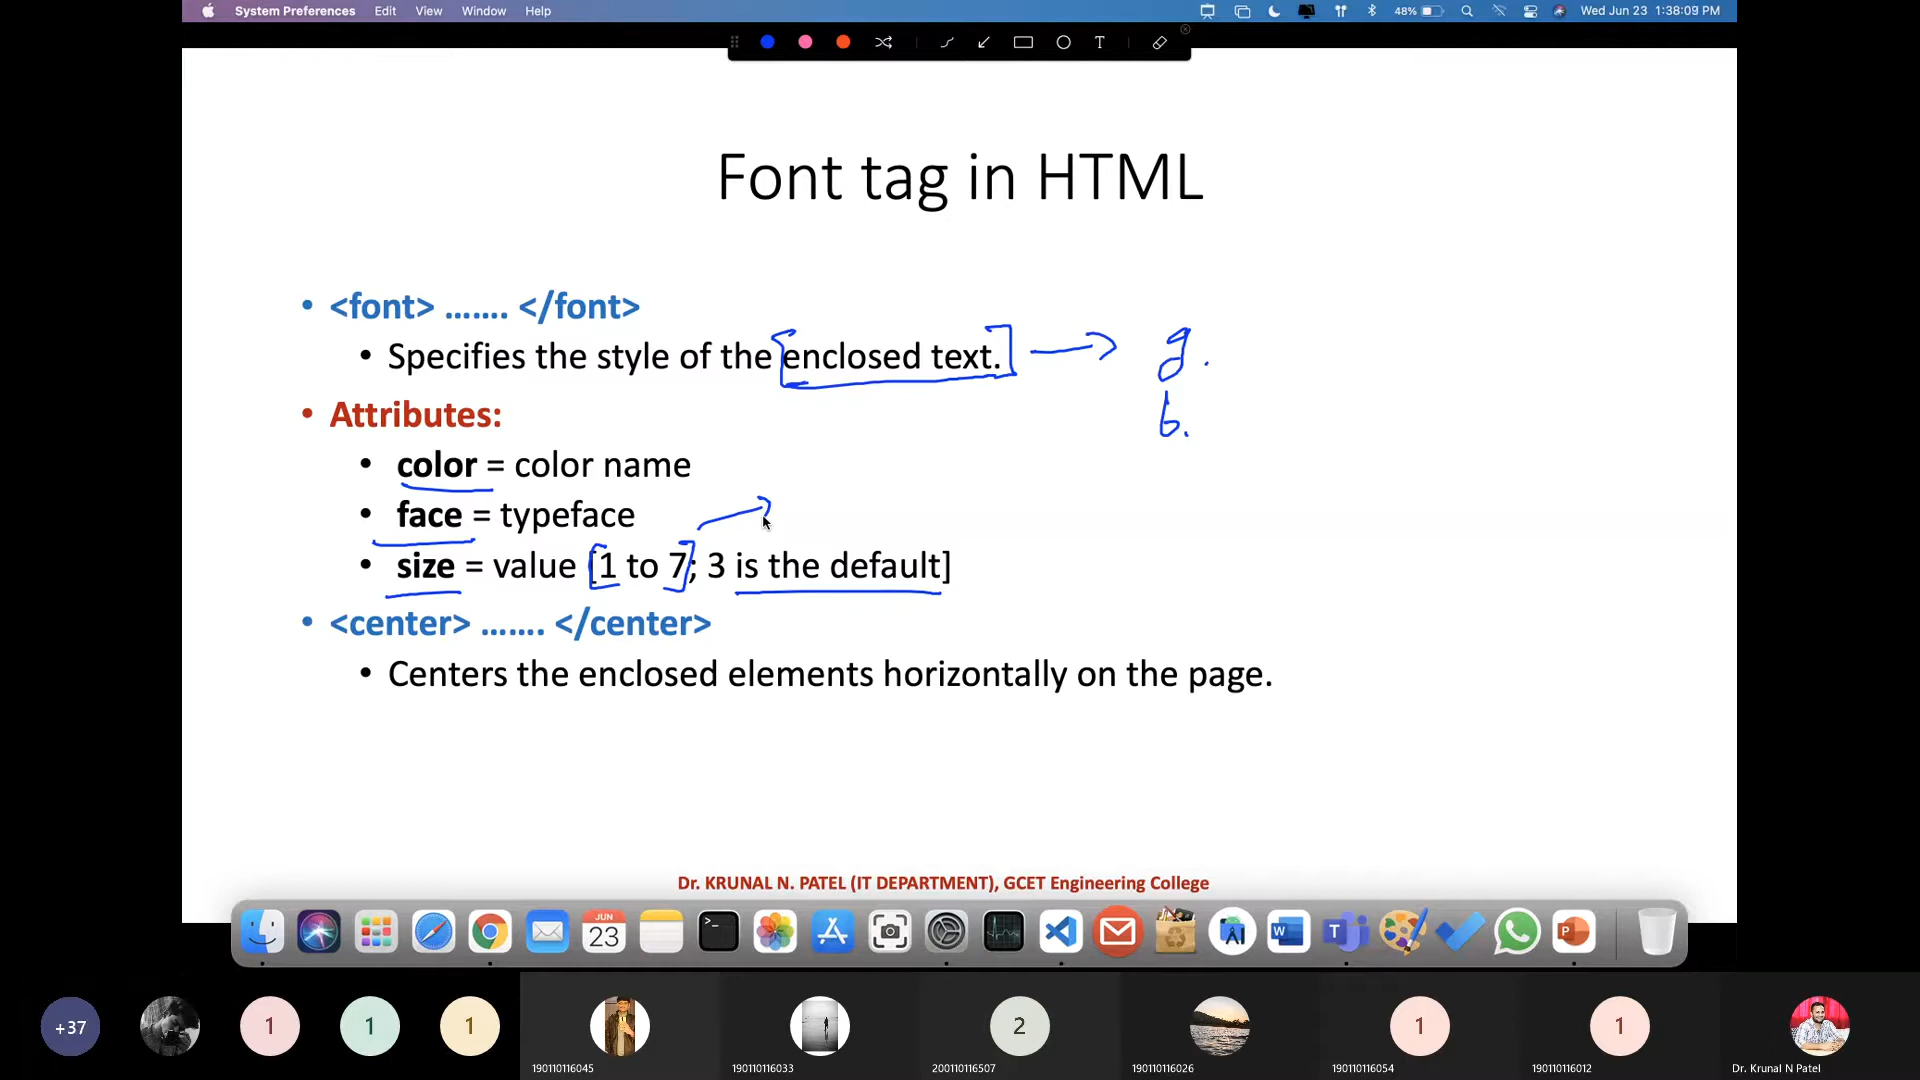 System Preferences Edit View Window Help 48% Wed Jun 23 1:38:09 PM
T
Font tag in HTML
• <font> ……. </font>
• Specifies the style of the enclosed text.
g.
b.
• Attributes:
• color = color name
• face = typeface
• size = value [1 to 7; 3 is the default]
• <center> ……. </center>
• Centers the enclosed elements horizontally on the page.
Dr. KRUNAL N. PATEL (IT DEPARTMENT), GCET Engineering College
JUN
23
>_
W
T
P
+37
1
1
1
2
1
1
190110116045
190110116033
200110116507
190110116026
190110116054
190110116012
Dr. Krunal N Patel